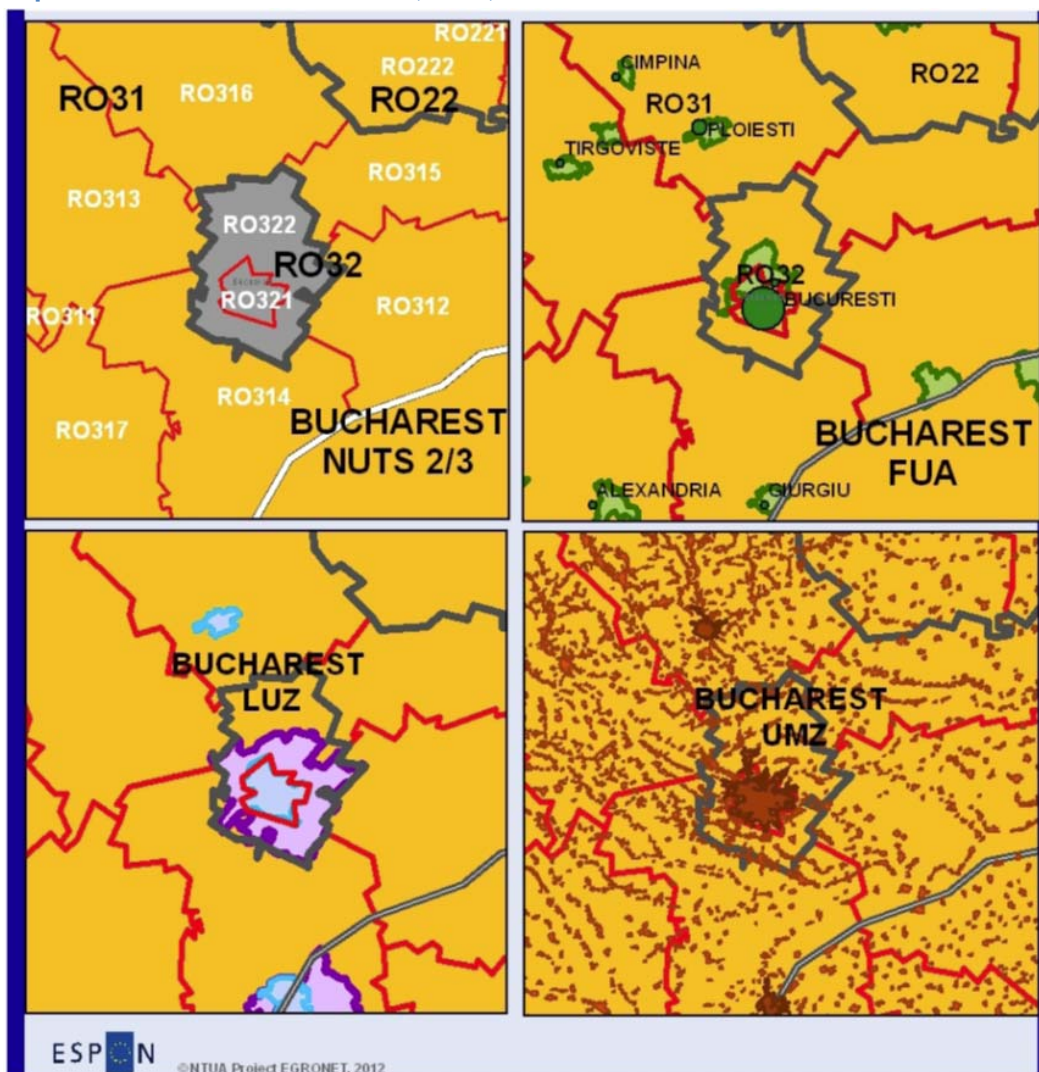 RO221
RO222
RO31
RO316
RO22
RO315
RO313
RO322
RO32
RO321
RO312
RO311
RO314
RO317
BUCHAREST
NUTS 2/3
CIMPINA
RO22
RO31
PLOIESTI
TIRGOVISTE
RO32
BUCURESTI
BUCHAREST
FUA
ALEXANDRIA
GIURGIU
BUCHAREST
LUZ
BUCHAREST
UMZ
ESPON
©NTUA Project EGRONET, 2012